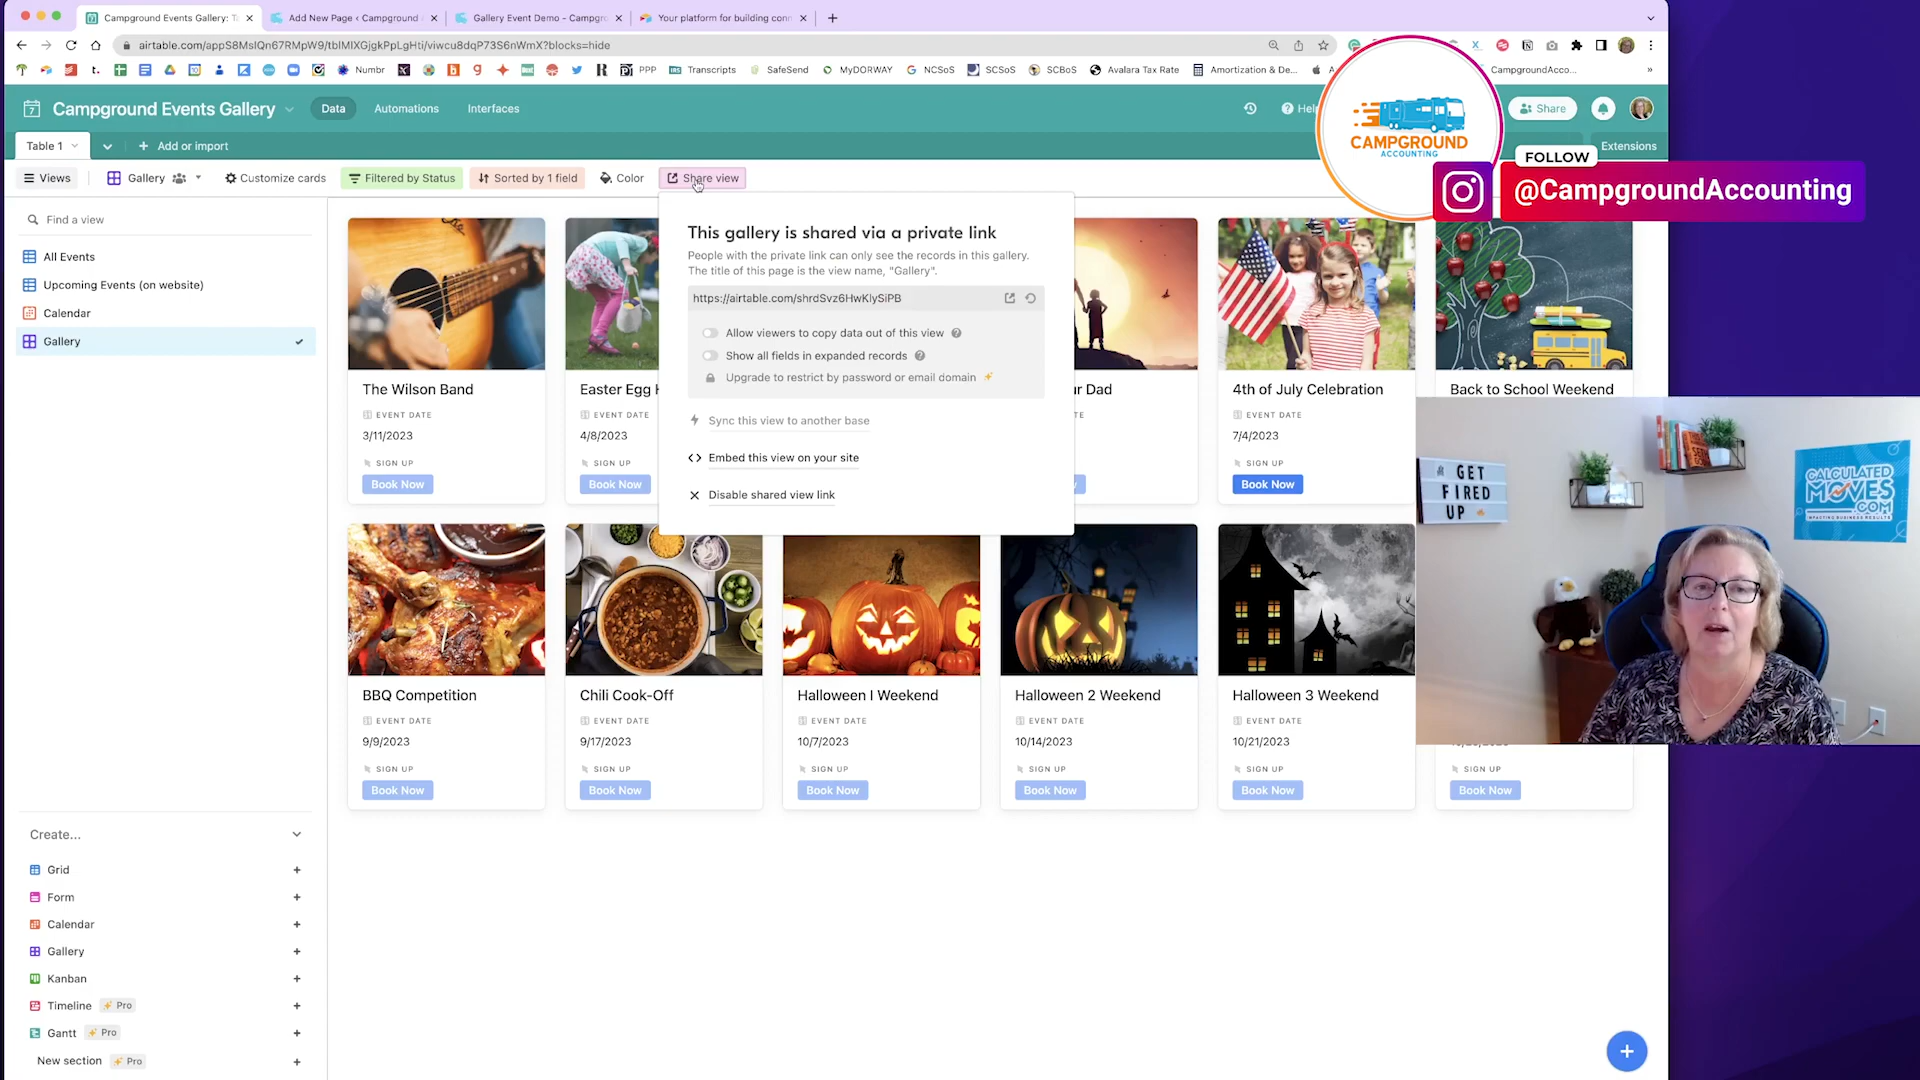 Campground Events Gallery: T
Add New Page ‹ Campground
Gallery Event Demo - Campgro
Your platform for building conn
airtable.com/appS8MsIQn67RMpW9/tblMIXGjgkPpLgHti/viwcu8dqP73S6nWmX?blocks=hide
Numbr
PPP
Transcripts
SafeSend
MyDORWAY
NCSoS
SCSoS
SCBoS
Avalara Tax Rate
Amortization & De...
CampgroundAcco...
Campground Events Gallery
Data
Automations
Interfaces
Share
CAMPGROUND
ACCOUNTING
FOLLOW
@CampgroundAccounting
Table 1
Add or import
Extensions
Views
Gallery
Customize cards
Filtered by Status
Sorted by 1 field
Color
Share view
Find a view
All Events
Upcoming Events (on website)
Calendar
Gallery
This gallery is shared via a private link
People with the private link can only see the records in this gallery.
The title of this page is the view name, "Gallery".
https://airtable.com/shrdSvz6HwKlySiPB
Allow viewers to copy data out of this view
Show all fields in expanded records
Upgrade to restrict by password or email domain
Sync this view to another base
Embed this view on your site
Disable shared view link
The Wilson Band
EVENT DATE
3/11/2023
SIGN UP
Book Now
Easter Egg
EVENT DATE
4/8/2023
SIGN UP
Book Now
Dad
4th of July Celebration
EVENT DATE
7/4/2023
SIGN UP
Book Now
Back to School Weekend
GET
FIRED
UP
CALCULATED
MOVES
.COM
IMPACTING BUSINESS RESULTS
BBQ Competition
EVENT DATE
9/9/2023
SIGN UP
Book Now
Chili Cook-Off
EVENT DATE
9/17/2023
SIGN UP
Book Now
Halloween 1 Weekend
EVENT DATE
10/7/2023
SIGN UP
Book Now
Halloween 2 Weekend
EVENT DATE
10/14/2023
SIGN UP
Book Now
Halloween 3 Weekend
EVENT DATE
10/21/2023
SIGN UP
Book Now
SIGN UP
Book Now
Create...
Grid
Form
Calendar
Gallery
Kanban
Timeline
Pro
Gantt
Pro
New section
Pro